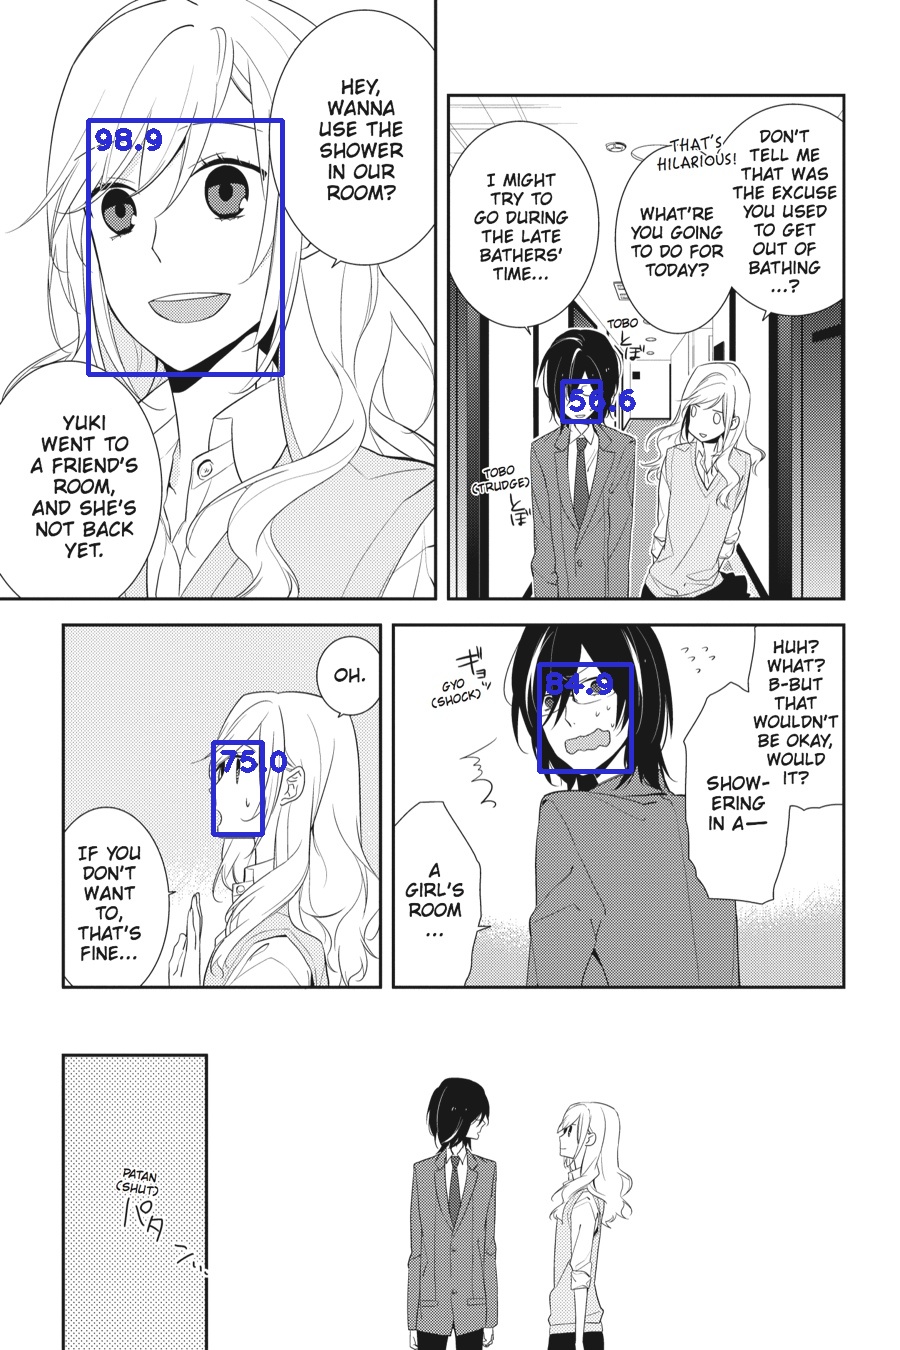 DON'T
TELL ME
THAT WAS
THE EXCUSE
YOU USED
TO GET
OUT OF
BATHING
...?
THAT'S
HILARIOUS!
WHAT'RE
YOU GOING
TO DO FOR
TODAY?
I MIGHT
TRY TO
GO DURING
THE LATE
BATHERS'
TIME...
TOBO
とぼ
TOBO
(TRUDGE)
とぼ
56.6
HEY,
WANNA
USE THE
SHOWER
IN OUR
ROOM?
98.9
YUKI
WENT TO
A FRIEND'S
ROOM,
AND SHE'S
NOT BACK
YET.
HUH?
WHAT?
B-BUT
THAT
WOULDN'T
BE OKAY,
WOULD
IT?
SHOW-
ERING
IN A—
84.9
ギョッ
GYO
(SHOCK)
A
GIRL'S
ROOM
...
OH.
75.0
IF YOU
DON'T
WANT
TO,
THAT'S
FINE...
PATAN
(SHUT)
パタン…